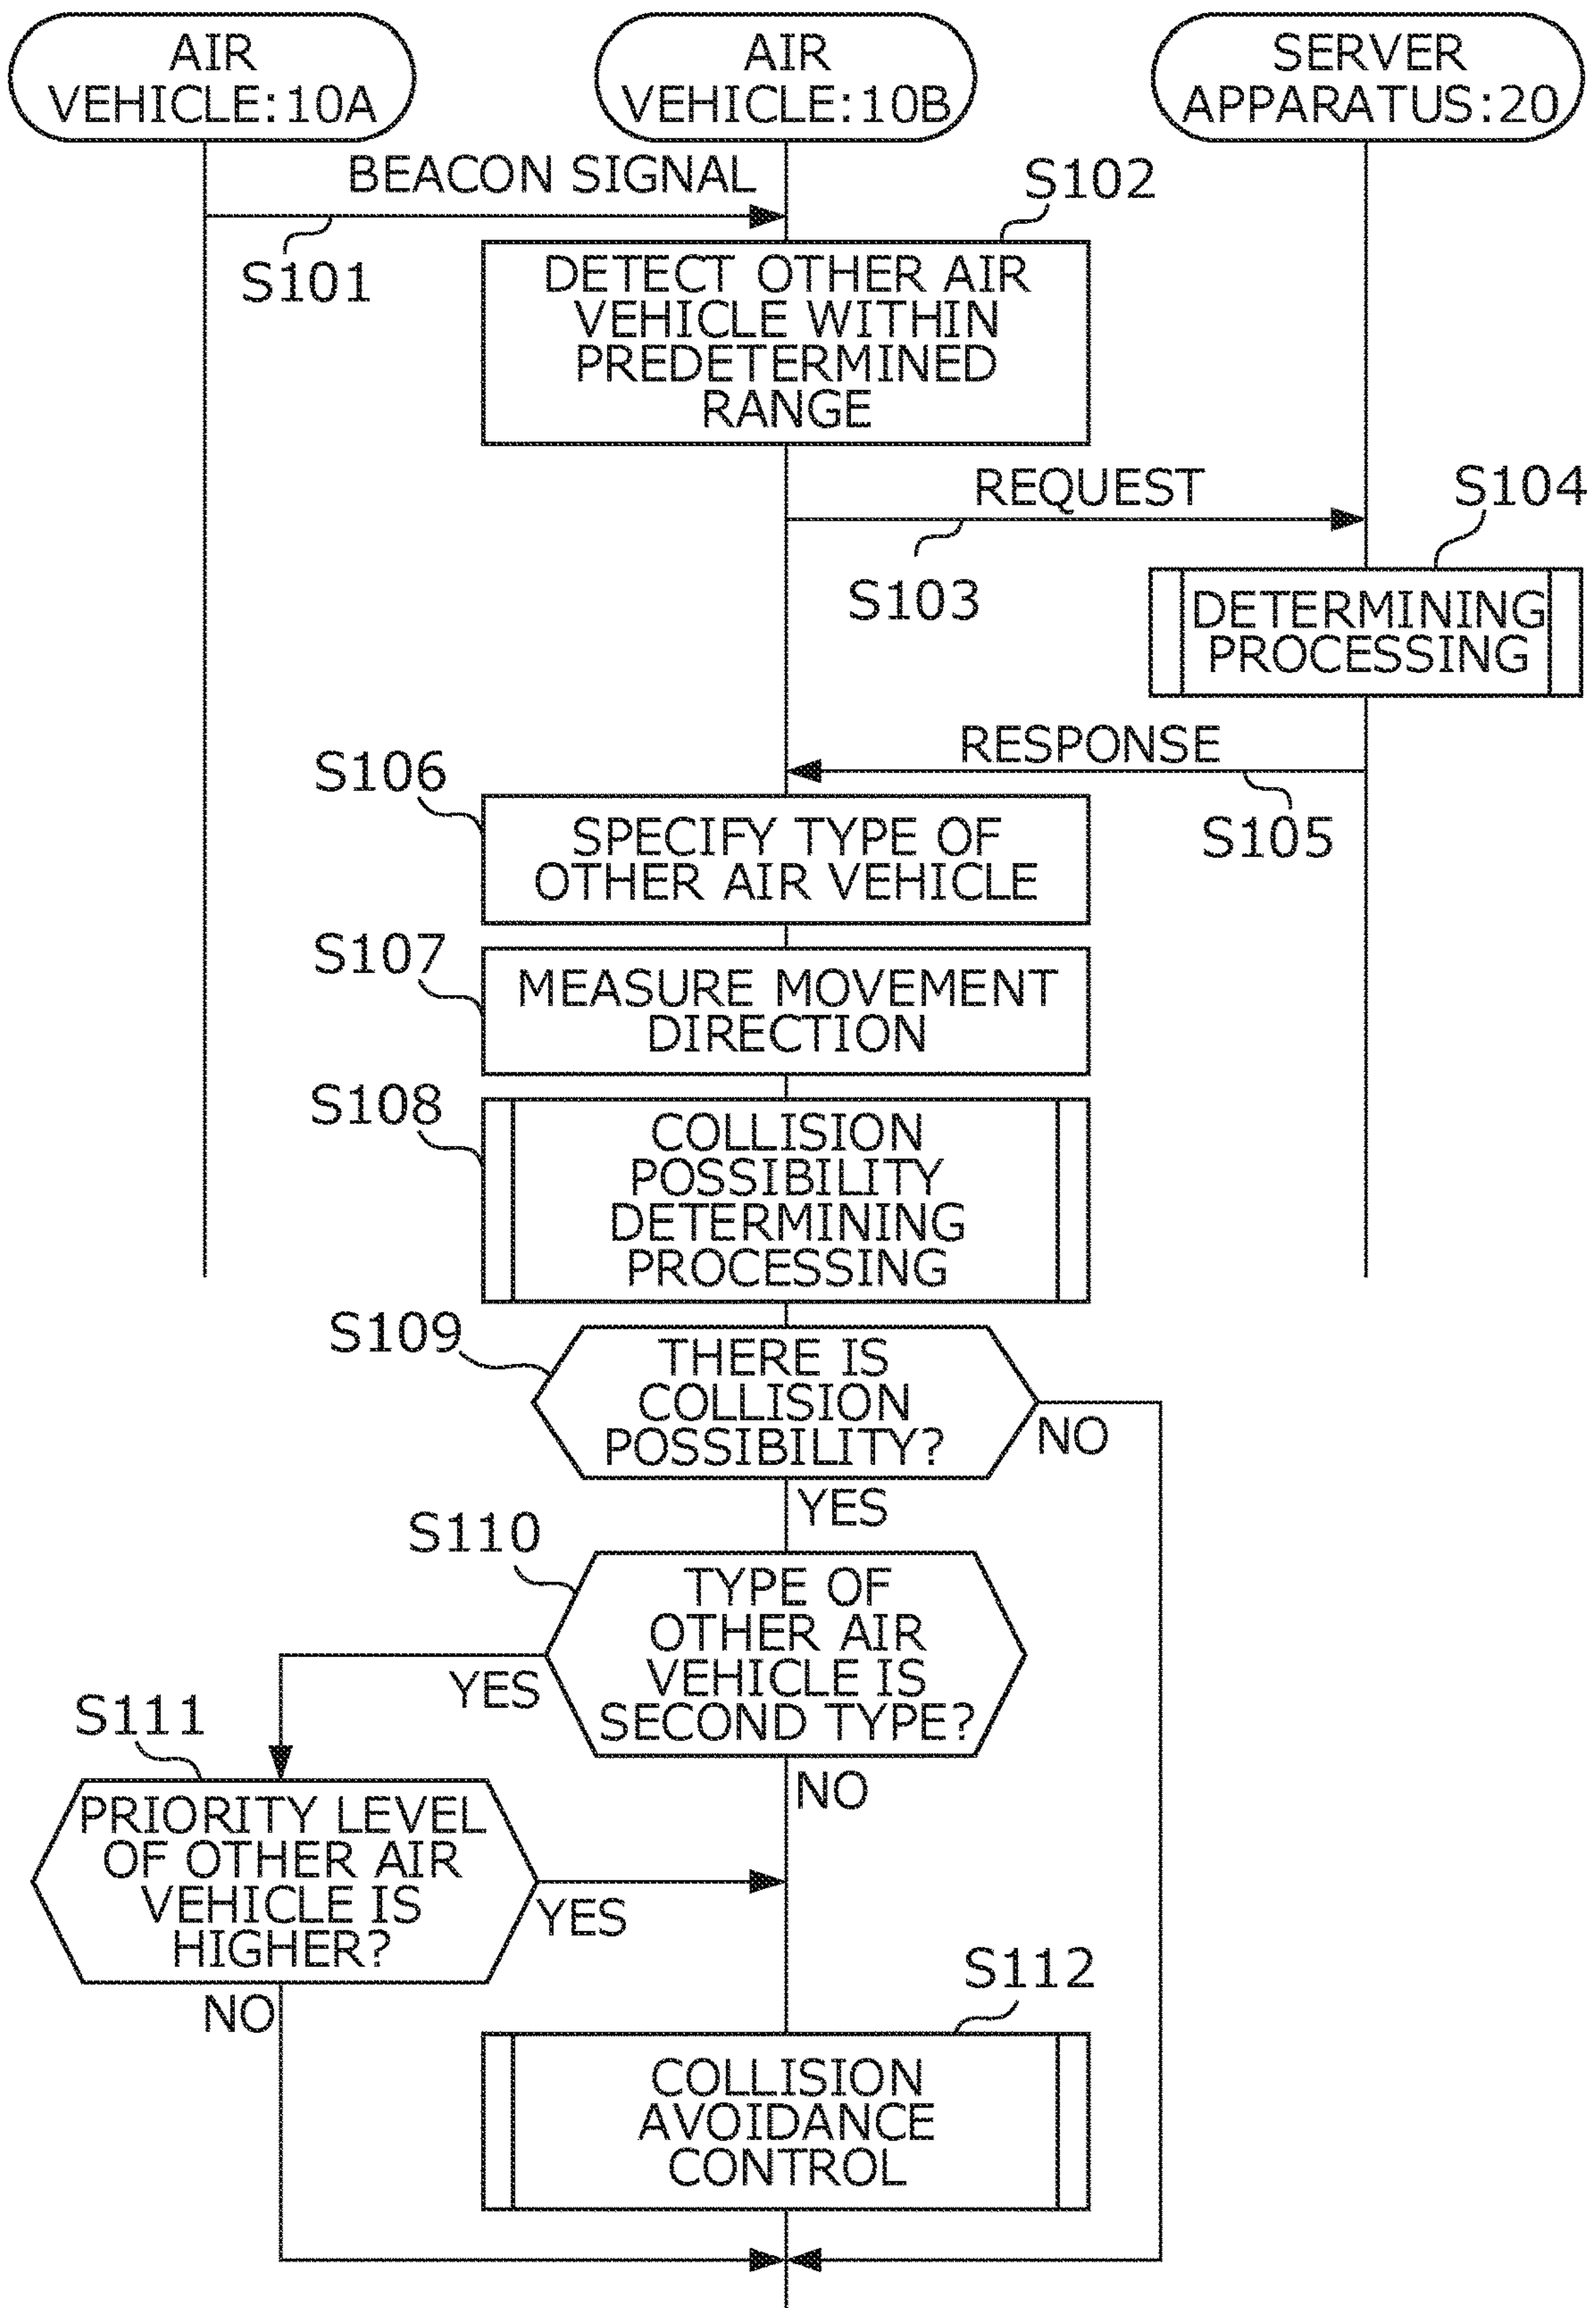 AIR
VEHICLE:10A
AIR
VEHICLE:10B
SERVER
APPARATUS:20
BEACON SIGNAL
S101
S102
DETECT OTHER AIR
VEHICLE WITHIN
PREDETERMINED
RANGE
REQUEST
S103
S104
DETERMINING
PROCESSING
RESPONSE
S105
S106
SPECIFY TYPE OF
OTHER AIR VEHICLE
S107
MEASURE MOVEMENT
DIRECTION
S108
COLLISION
POSSIBILITY
DETERMINING
PROCESSING
S109
THERE IS
COLLISION
POSSIBILITY?
NO
YES
S110
TYPE OF
OTHER AIR
VEHICLE IS
SECOND TYPE?
YES
NO
S111
PRIORITY LEVEL
OF OTHER AIR
VEHICLE IS
HIGHER?
YES
NO
S112
COLLISION
AVOIDANCE
CONTROL